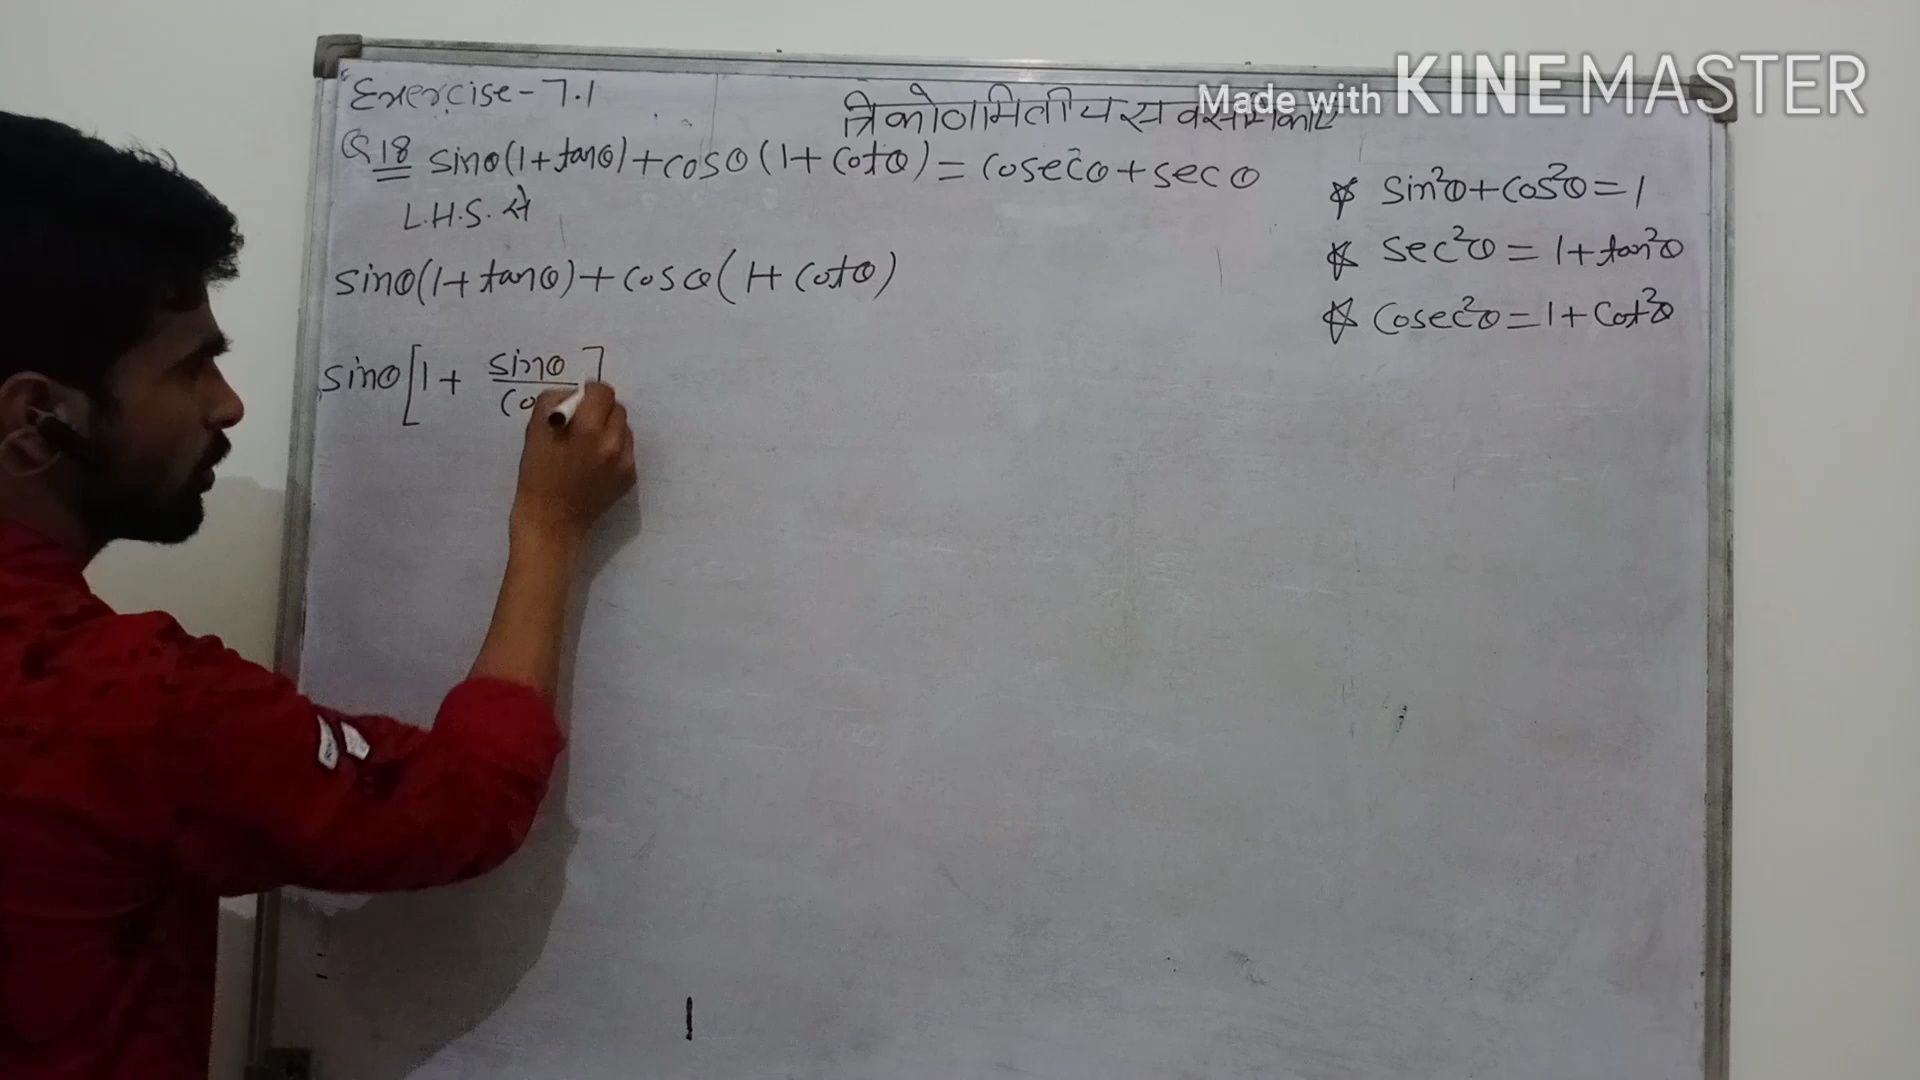 Exercise-7.1
त्रिकोणमितीय सर्वसमिकाए
Made with KINEMASTER
Q.18 sinθ(1+tanθ)+cosθ(1+cotθ)=cosecθ+secθ
L.H.S. से
sinθ(1+tanθ)+cosθ(1+cotθ)
sinθ[1+ sinθ/co ]
☆ sin²θ+cos²θ=1
☆ sec²θ=1+tan²θ
☆ cosec²θ=1+cot²θ